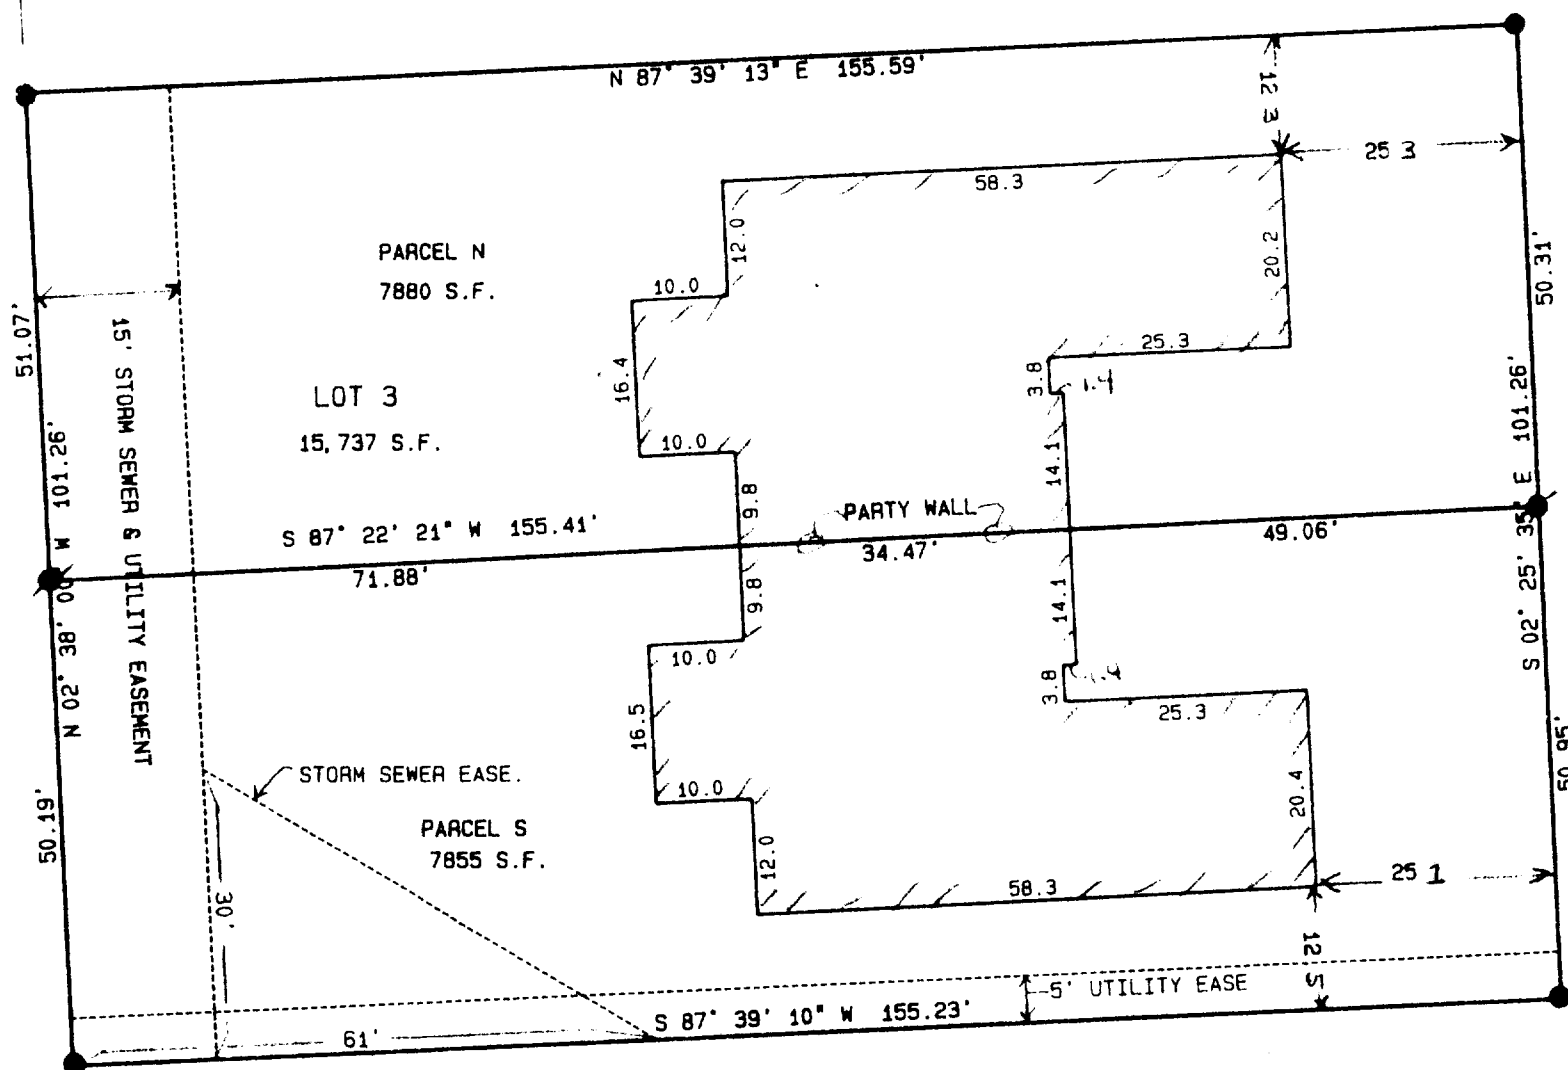 N 87° 39' 13" E 155.59'
12 3
25 3
58.3
12.0
20.2
50.31'
PARCEL N
7880 S.F.
10.0
51.07'
15' STORM SEWER & UTILITY EASEMENT
16.4
25.3
3.8
1.4
LOT 3
15,737 S.F.
10.0
9.8
14.1
N 02° 38' 00" W 101.26'
S 02° 25' 35" E 101.26'
PARTY WALL
S 87° 22' 21" W 155.41'
71.88'
34.47'
49.06'
9.8
14.1
10.0
3.8
1.4
25.3
16.5
50.95'
STORM SEWER EASE.
10.0
20.4
PARCEL S
7855 S.F.
50.19'
12.0
58.3
25 1
30'
12 5
5' UTILITY EASE
S 87° 39' 10" W 155.23'
61'